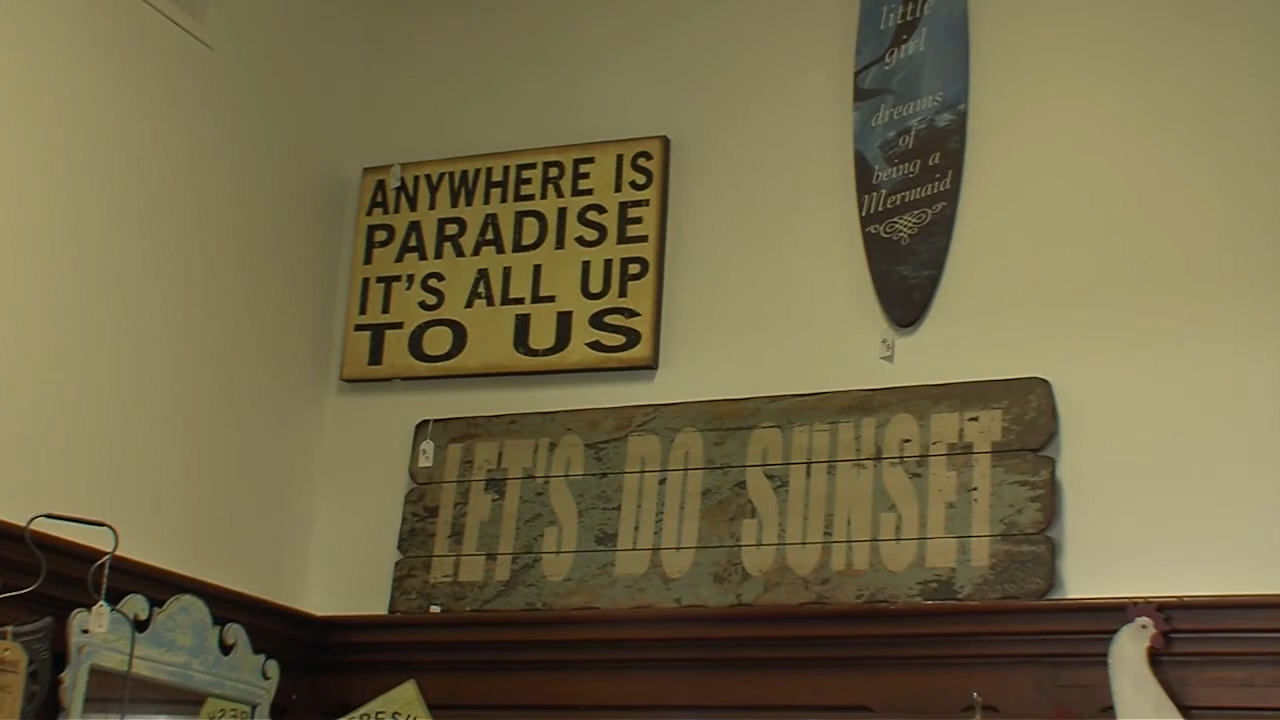 little
girl
dreams
of
being a
Mermaid
ANYWHERE IS
PARADISE
IT'S ALL UP
TO US
LET'S DO SUNSET